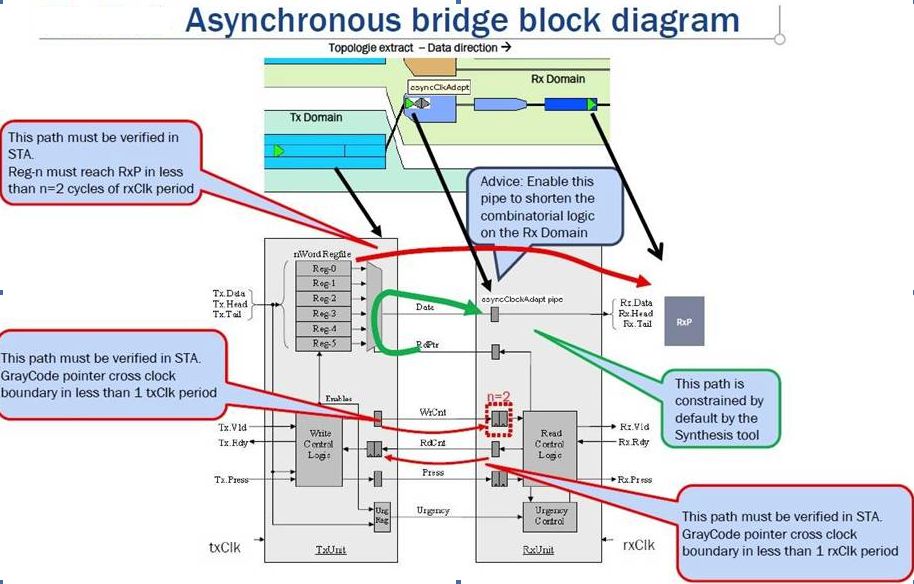 Asynchronous bridge block diagram
Topologie extract – Data direction →
Rx Domain
asyncClkAdapt
Tx Domain
This path must be verified in
STA.
Reg-n must reach RxP in less
than n=2 cycles of rxClk period
Advice: Enable this
pipe to shorten the
combinatorial logic
on the Rx Domain
nWord Regfile
Reg-0
Reg-1
Reg-2
Reg-3
Reg-4
Reg-5
Tx.Data
Tx.Head
Tx.Tail
asyncClockAdapt pipe
Data
RdPtr
Rx.Data
Rx.Head
Rx.Tail
RxP
This path must be verified in STA.
GrayCode pointer cross clock
boundary in less than 1 txClk period
This path is
constrained by
default by the
Synthesis tool
Enables
n=2
WrCnt
Tx.Vld
Tx.Rdy
Write
Control
Logic
RdCnt
Read
Control
Logic
Rx.Vld
Rx.Rdy
Tx.Press
Press
Rx.Press
Urg
Reg
Urgency
Urgency
Control
This path must be verified in STA.
GrayCode pointer cross clock
boundary in less than 1 rxClk period
txClk
TxUnit
RxUnit
rxClk